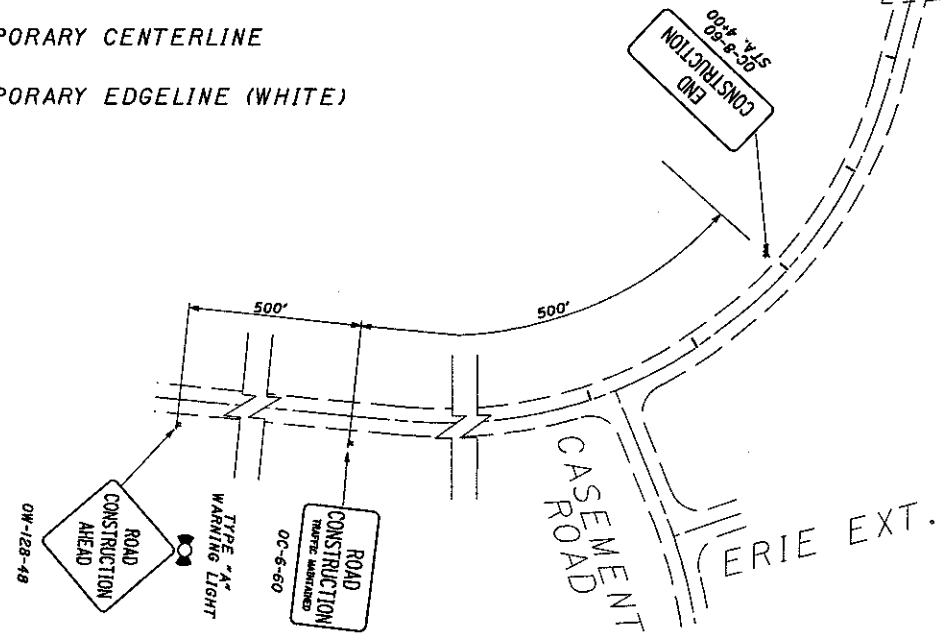 PORARY CENTERLINE
PORARY EDGELINE (WHITE)
OC-8-60
STA. 4+00
END
CONSTRUCTION
500'
500'
ROAD
CONSTRUCTION
AHEAD
OW-128-48
TYPE "A"
WARNING LIGHT
ROAD
CONSTRUCTION
TRAFFIC MAINTAINED
OC-6-60
CASEMENT
ROAD
ERIE EXT.